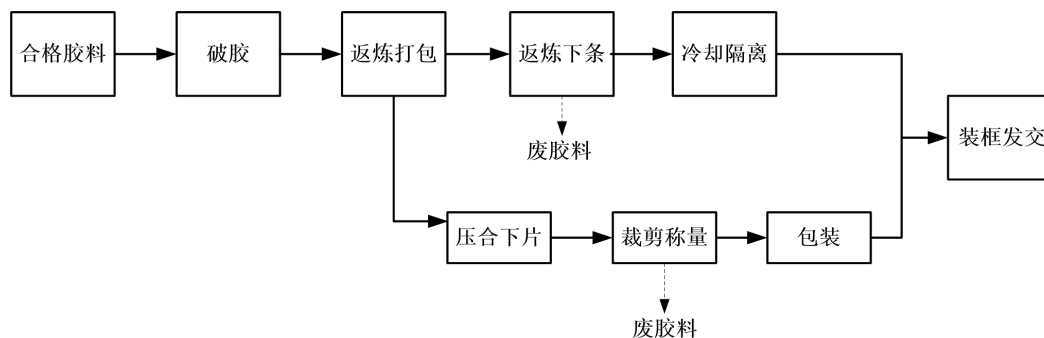 合格胶料
破胶
返炼打包
返炼下条
冷却隔离
废胶料
装框发交
压合下片
裁剪称量
包装
废胶料